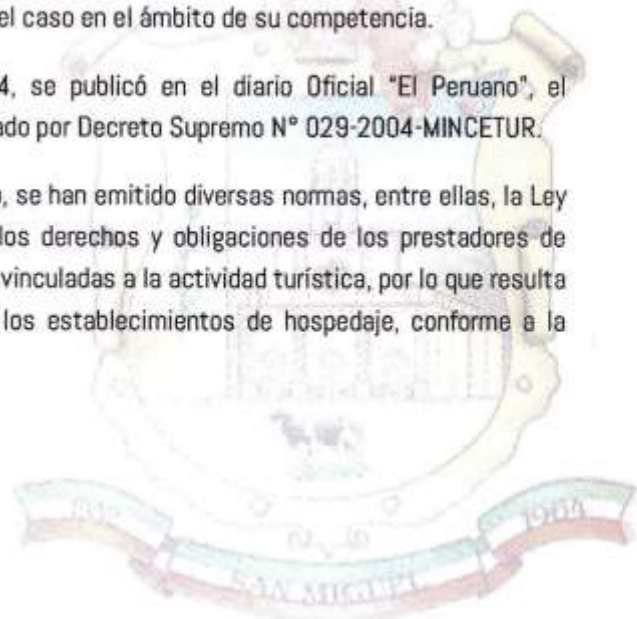 el caso en el ámbito de su competencia.
4, se publicó en el diario Oficial "El Peruano", el
ado por Decreto Supremo N° 029-2004-MINCETUR.
, se han emitido diversas normas, entre ellas, la Ley
los derechos y obligaciones de los prestadores de
vinculadas a la actividad turística, por lo que resulta
los establecimientos de hospedaje, conforme a la
1964
SAN MIGUEL